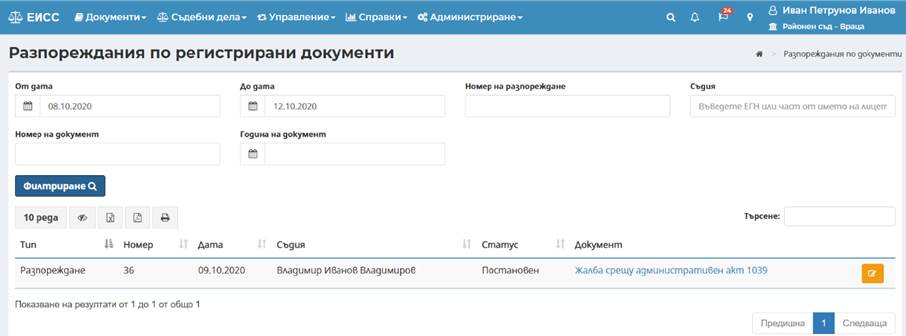 ЕИСС Документи Съдебни дела Управление Справки Администриране 24 Иван Петрунов Иванов
Районен съд - Враца
Разпореждания по регистрирани документи > Разпореждания по документи
От дата До дата Номер на разпореждане Съдия
08.10.2020 12.10.2020 Въведете ЕГН или част от името на лицет
Номер на документ Година на документ
Филтриране
10 реда Търсене:
Тип Номер Дата Съдия Статус Документ
Разпореждане 36 09.10.2020 Владимир Иванов Владимиров Постановен Жалба срещу административен акт 1039
Показване на резултати от 1 до 1 от общо 1
Предишна 1 Следваща